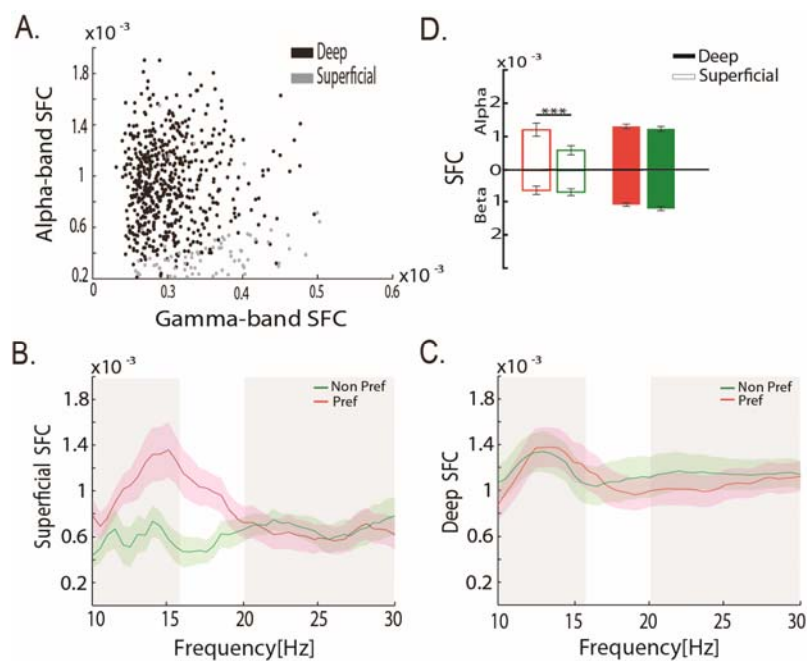 A.
x10 -3
Deep
Superficial
1.8
1.4
1
0.6
0.2
Alpha-band SFC
0
0.3
0.4
0.5
0.6
x10 -3
Gamma-band SFC
D.
x10 -3
Deep
Superficial
***
2
1
0
1
2
Alpha
Beta
SFC
B.
x10 -3
Non Pref
Pref
1.8
1.4
1
0.6
0.2
Superficial SFC
10
15
20
25
30
Frequency[Hz]
C.
x10 -3
Non Pref
Pref
1.8
1.4
1
0.6
0.2
Deep SFC
10
15
20
25
30
Frequency[Hz]